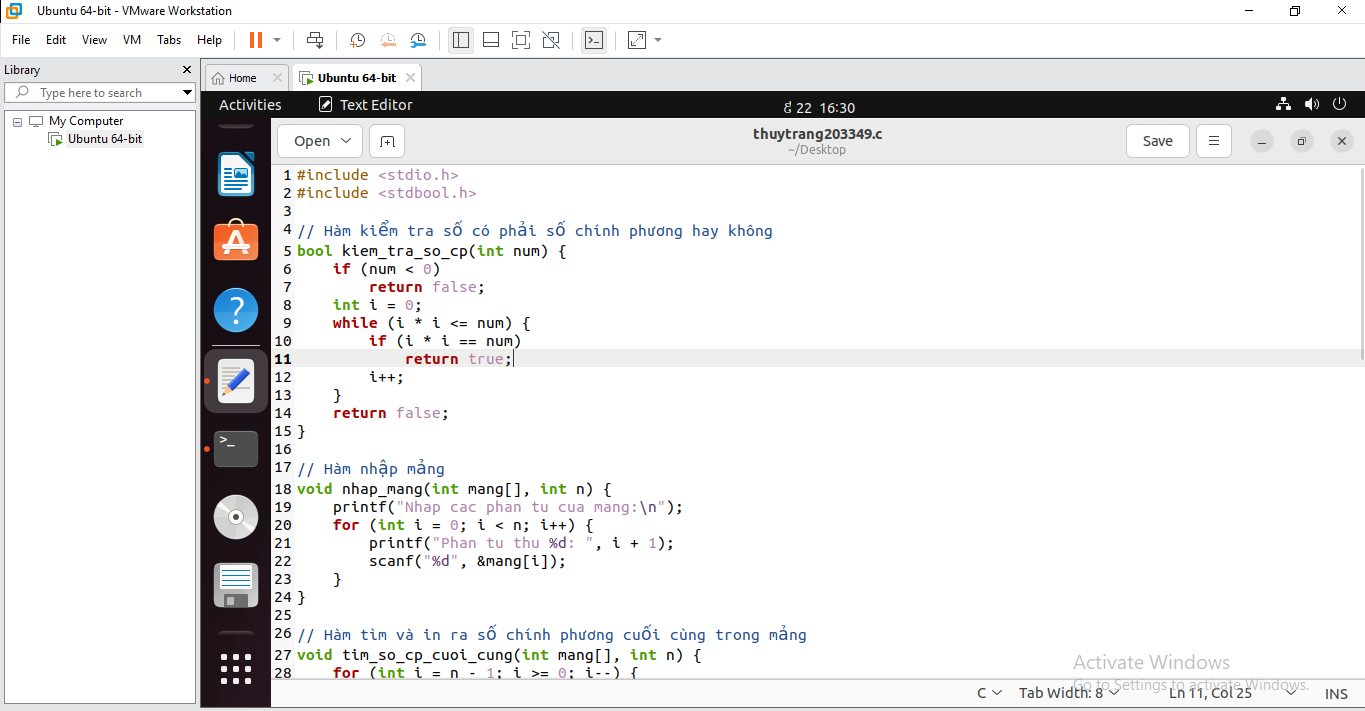 Ubuntu 64-bit - VMware Workstation
File Edit View VM Tabs Help
Library
Type here to search
My Computer
Ubuntu 64-bit
Home Ubuntu 64-bit
Activities Text Editor 22 16:30
Open thuytrang203349.c Save
~/Desktop
1 #include <stdio.h>
2 #include <stdbool.h>
3
4 // Hàm kiểm tra số có phải số chính phương hay không
5 bool kiem_tra_so_cp(int num) {
6     if (num < 0)
7         return false;
8     int i = 0;
9     while (i * i <= num) {
10         if (i * i == num)
11             return true;
12         i++;
13     }
14     return false;
15 }
16
17 // Hàm nhập mảng
18 void nhap_mang(int mang[], int n) {
19     printf("Nhap cac phan tu cua mang:\n");
20     for (int i = 0; i < n; i++) {
21         printf("Phan tu thu %d: ", i + 1);
22         scanf("%d", &mang[i]);
23     }
24 }
25
26 // Hàm tìm và in ra số chính phương cuối cùng trong mảng
27 void tim_so_cp_cuoi_cung(int mang[], int n) {
28     for (int i = n - 1; i >= 0; i--) {
Activate Windows
Go to Settings to activate Windows.
C Tab Width: 8 Ln 11, Col 25 INS